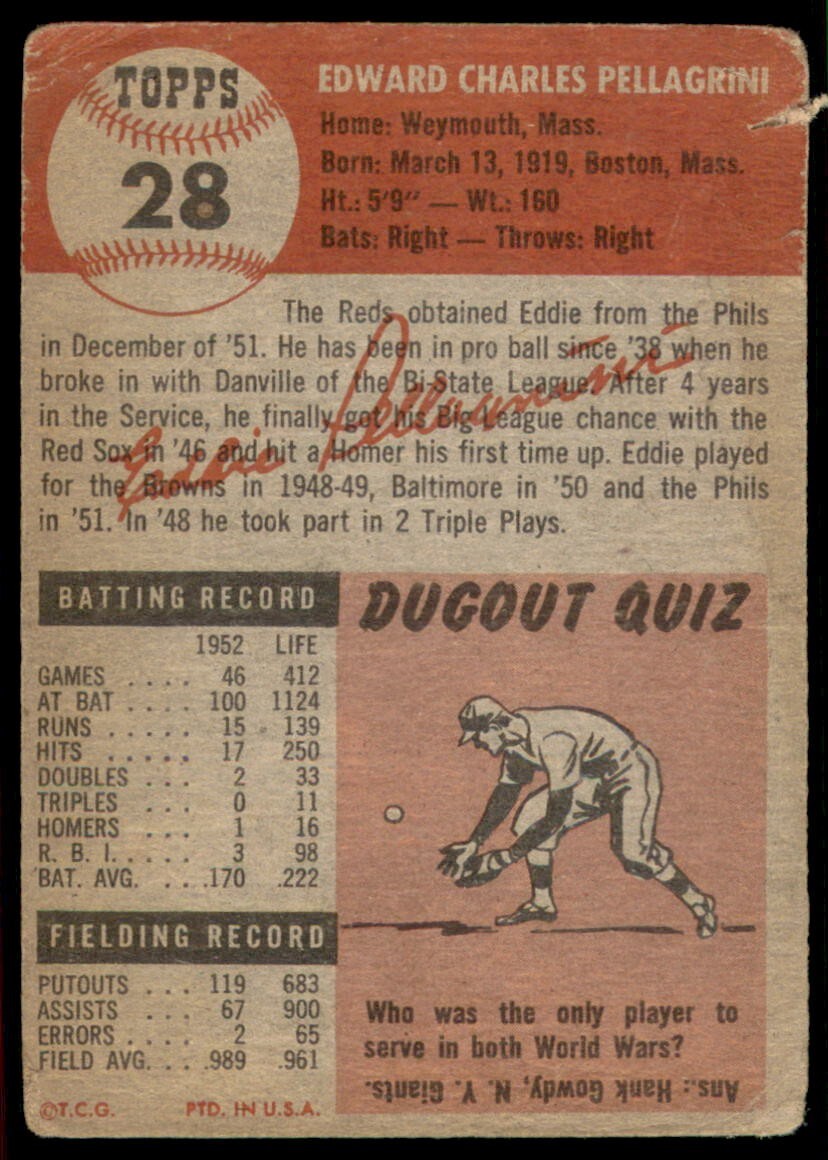 TOPPS
28
EDWARD CHARLES PELLAGRINI
Home: Weymouth, Mass.
Born: March 13, 1919, Boston, Mass.
Ht.: 5'9" — Wt.: 160
Bats: Right — Throws: Right
The Reds obtained Eddie from the Phils
in December of '51. He has been in pro ball since '38 when he
broke in with Danville of the Bi-State League. After 4 years
in the Service, he finally got his Big League chance with the
Red Sox in '46 and hit a Homer his first time up. Eddie played
for the Browns in 1948-49, Baltimore in '50 and the Phils
in '51. In '48 he took part in 2 Triple Plays.
Eddie Pellagrini
BATTING RECORD
1952 LIFE
GAMES .... 46 412
AT BAT .... 100 1124
RUNS ..... 15 139
HITS ..... 17 250
DOUBLES ... 2 33
TRIPLES ... 0 11
HOMERS ... 1 16
R. B. I. .... 3 98
BAT. AVG. ... .170 .222
FIELDING RECORD
PUTOUTS ... 119 683
ASSISTS ... 67 900
ERRORS .... 2 65
FIELD AVG. ... .989 .961
©T.C.G. PTD. IN U.S.A.
DUGOUT QUIZ
Who was the only player to
serve in both World Wars?
Ans.: Hank Gowdy, N. Y. Giants.